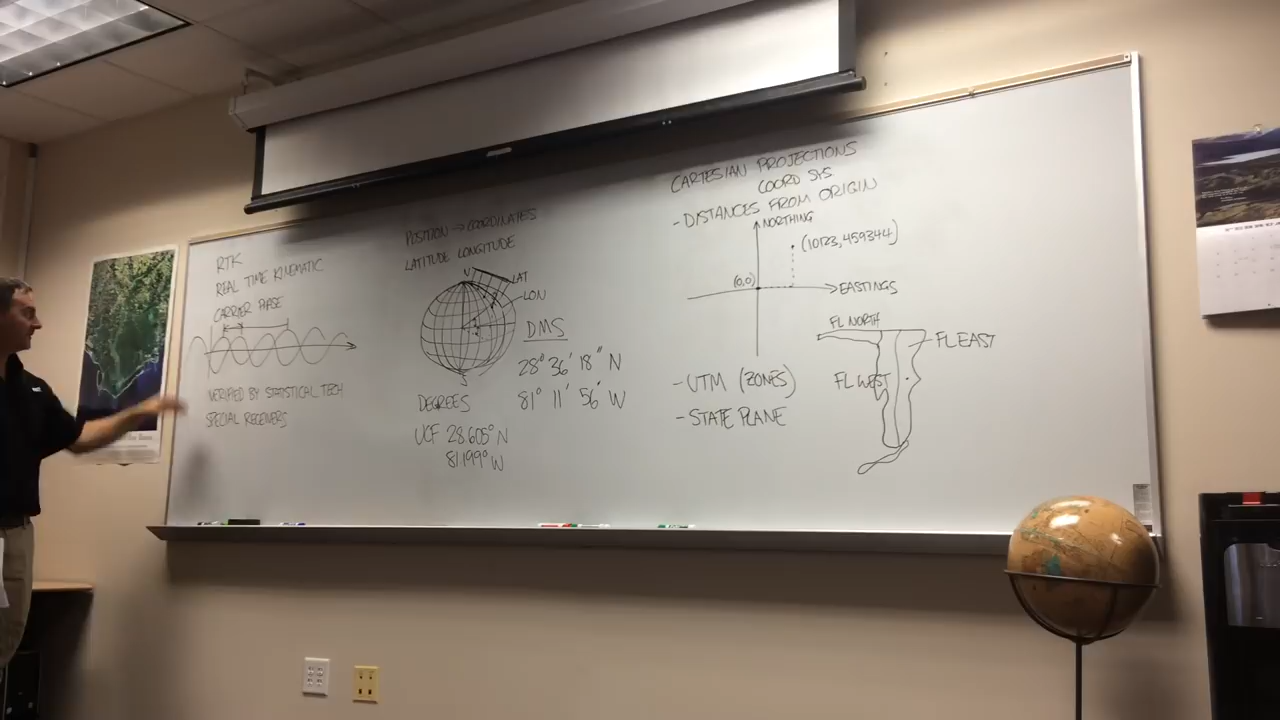 RTK
REAL TIME KINEMATIC
CARRIER PHASE
VERIFIED BY STATISTICAL TECH
SPECIAL RECEIVERS
POSITION → COORDINATES
LATITUDE LONGITUDE
N
LAT
LON
S
DMS
28° 36' 18" N
81° 11' 56" W
DEGREES
UCF 28.605° N
81.199° W
CARTESIAN PROJECTIONS
COORD SYS
- DISTANCES FROM ORIGIN
NORTHING
(10123, 459344)
(0,0)
EASTINGS
- UTM (ZONES)
- STATE PLANE
FL NORTH
FL EAST
FL WEST